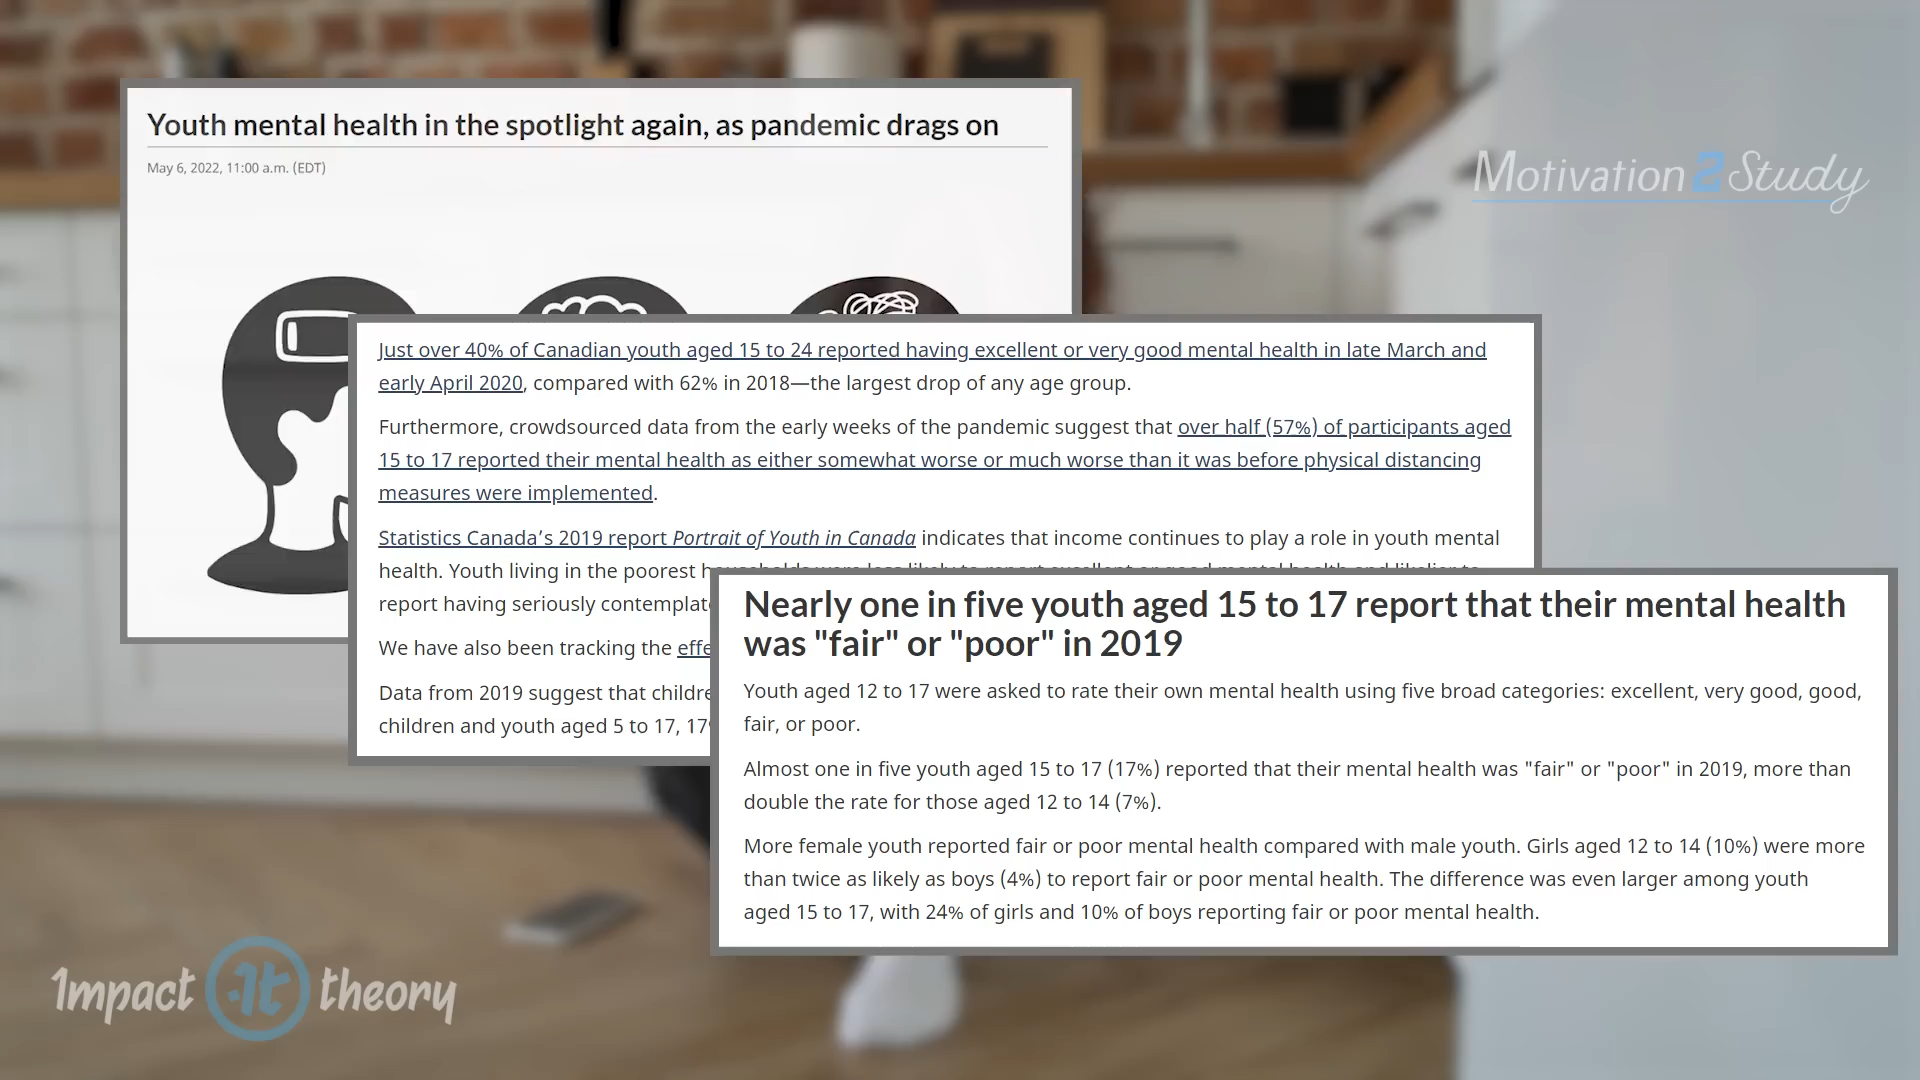 Youth mental health in the spotlight again, as pandemic drags on
May 6, 2022, 11:00 a.m. (EDT)
Motivation2Study
Just over 40% of Canadian youth aged 15 to 24 reported having excellent or very good mental health in late March and
early April 2020, compared with 62% in 2018—the largest drop of any age group.
Furthermore, crowdsourced data from the early weeks of the pandemic suggest that over half (57%) of participants aged
15 to 17 reported their mental health as either somewhat worse or much worse than it was before physical distancing
measures were implemented.
Statistics Canada’s 2019 report Portrait of Youth in Canada indicates that income continues to play a role in youth mental
health. Youth living in the poorest
report having seriously
We have also been tracking the
Data from 2019 suggest that
children and youth aged 5 to 17,
Nearly one in five youth aged 15 to 17 report that their mental health
was "fair" or "poor" in 2019
Youth aged 12 to 17 were asked to rate their own mental health using five broad categories: excellent, very good, good,
fair, or poor.
Almost one in five youth aged 15 to 17 (17%) reported that their mental health was "fair" or "poor" in 2019, more than
double the rate for those aged 12 to 14 (7%).
More female youth reported fair or poor mental health compared with male youth. Girls aged 12 to 14 (10%) were more
than twice as likely as boys (4%) to report fair or poor mental health. The difference was even larger among youth
aged 15 to 17, with 24% of girls and 10% of boys reporting fair or poor mental health.
Impact it theory